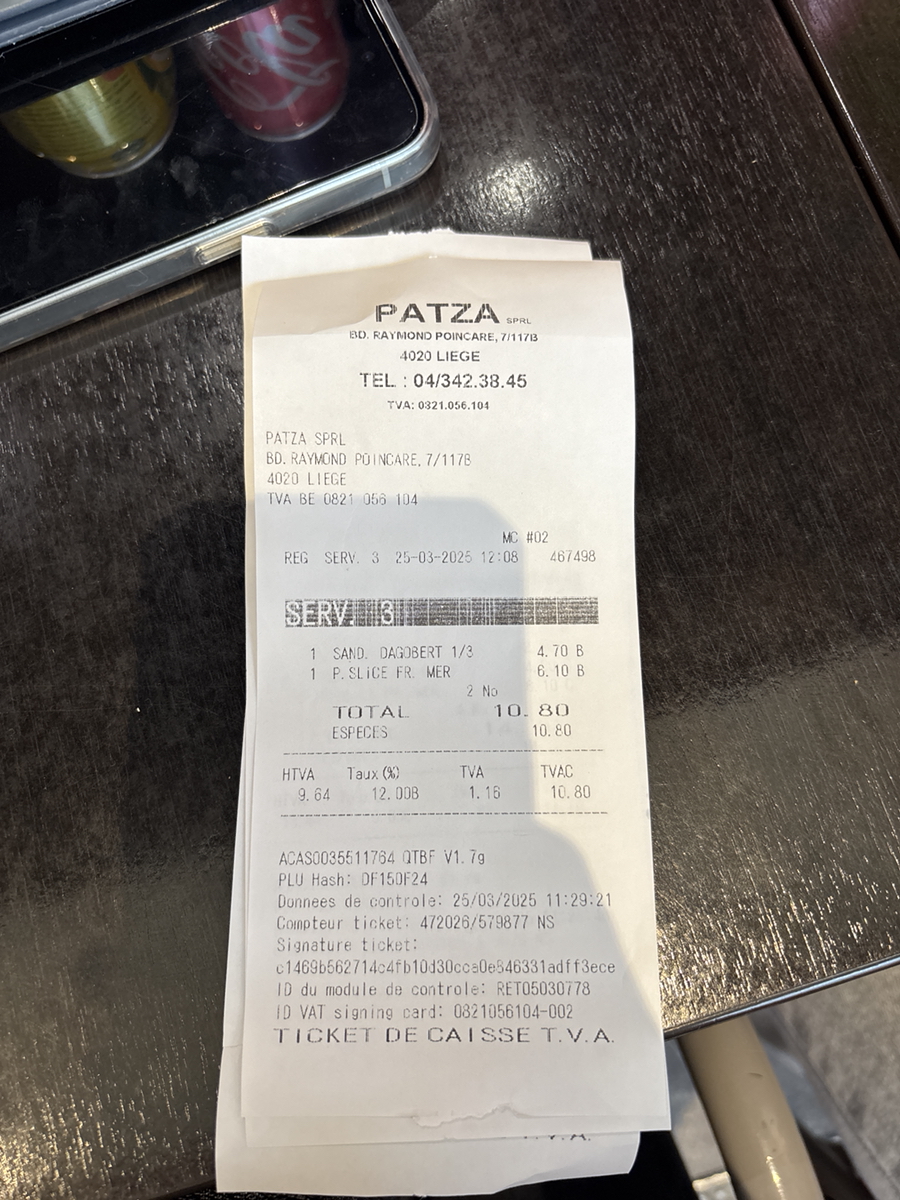 PATZA SPRL
BD. RAYMOND POINCARE, 7/117B
4020 LIEGE
TEL : 04/342.38.45
TVA: 0821.056.104
PATZA SPRL
BD. RAYMOND POINCARE, 7/117B
4020 LIEGE
TVA BE 0821 056 104
MC #02
REG SERV. 3 25-03-2025 12:08 467498
SERV. 3
1 SAND. DAGOBERT 1/3 4.70 B
1 P.SLICE FR. MER 6.10 B
2 No
TOTAL 10.80
ESPECES 10.80
HTVA Taux(%) TVA TVAC
9.64 12.00B 1.16 10.80
ACAS0035511764 QTBF V1.7g
PLU Hash: DF15DF24
Donnees de controle: 25/03/2025 11:29:21
Compteur ticket: 472026/579877 NS
Signature ticket:
ID du module de controle: RET05030778
ID VAT signing card: 0821056104-002
TICKET DE CAISSE T.V.A.
T.V.A.